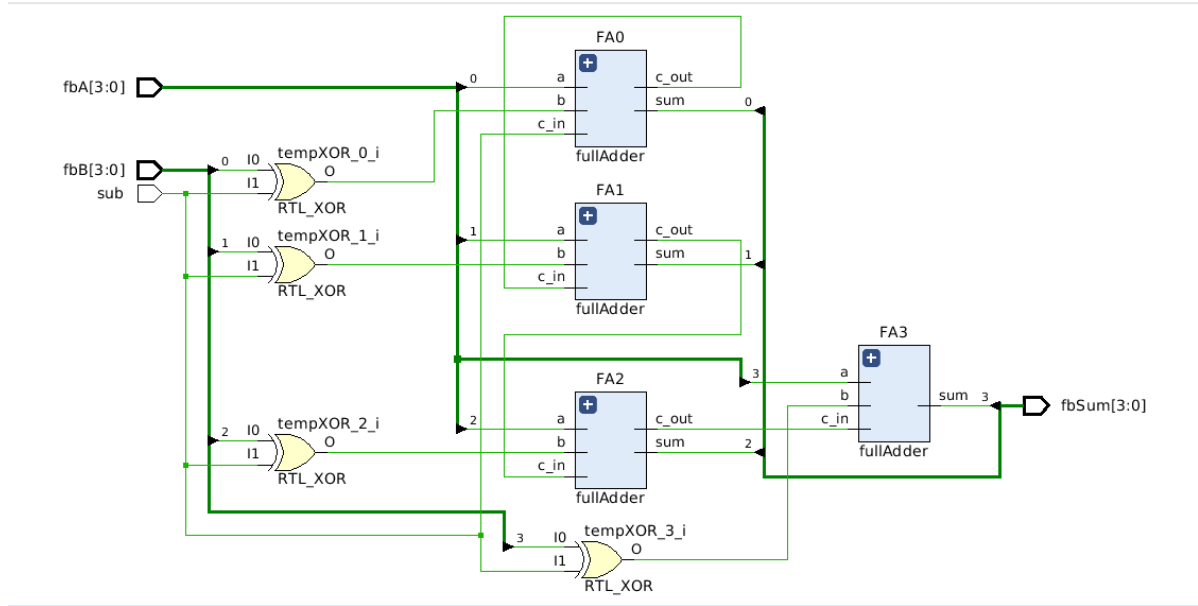 FA0
fbA[3:0]
0
a
c_out
b
sum
0
c_in
fullAdder
fbB[3:0]
sub
0
I0
I1
tempXOR_0_i
O
RTL_XOR
FA1
1
a
c_out
b
sum
1
c_in
fullAdder
1
I0
I1
tempXOR_1_i
O
RTL_XOR
FA3
3
a
b
c_in
sum
3
fullAdder
fbSum[3:0]
FA2
2
a
c_out
b
sum
2
c_in
fullAdder
2
I0
I1
tempXOR_2_i
O
RTL_XOR
3
I0
I1
tempXOR_3_i
O
RTL_XOR